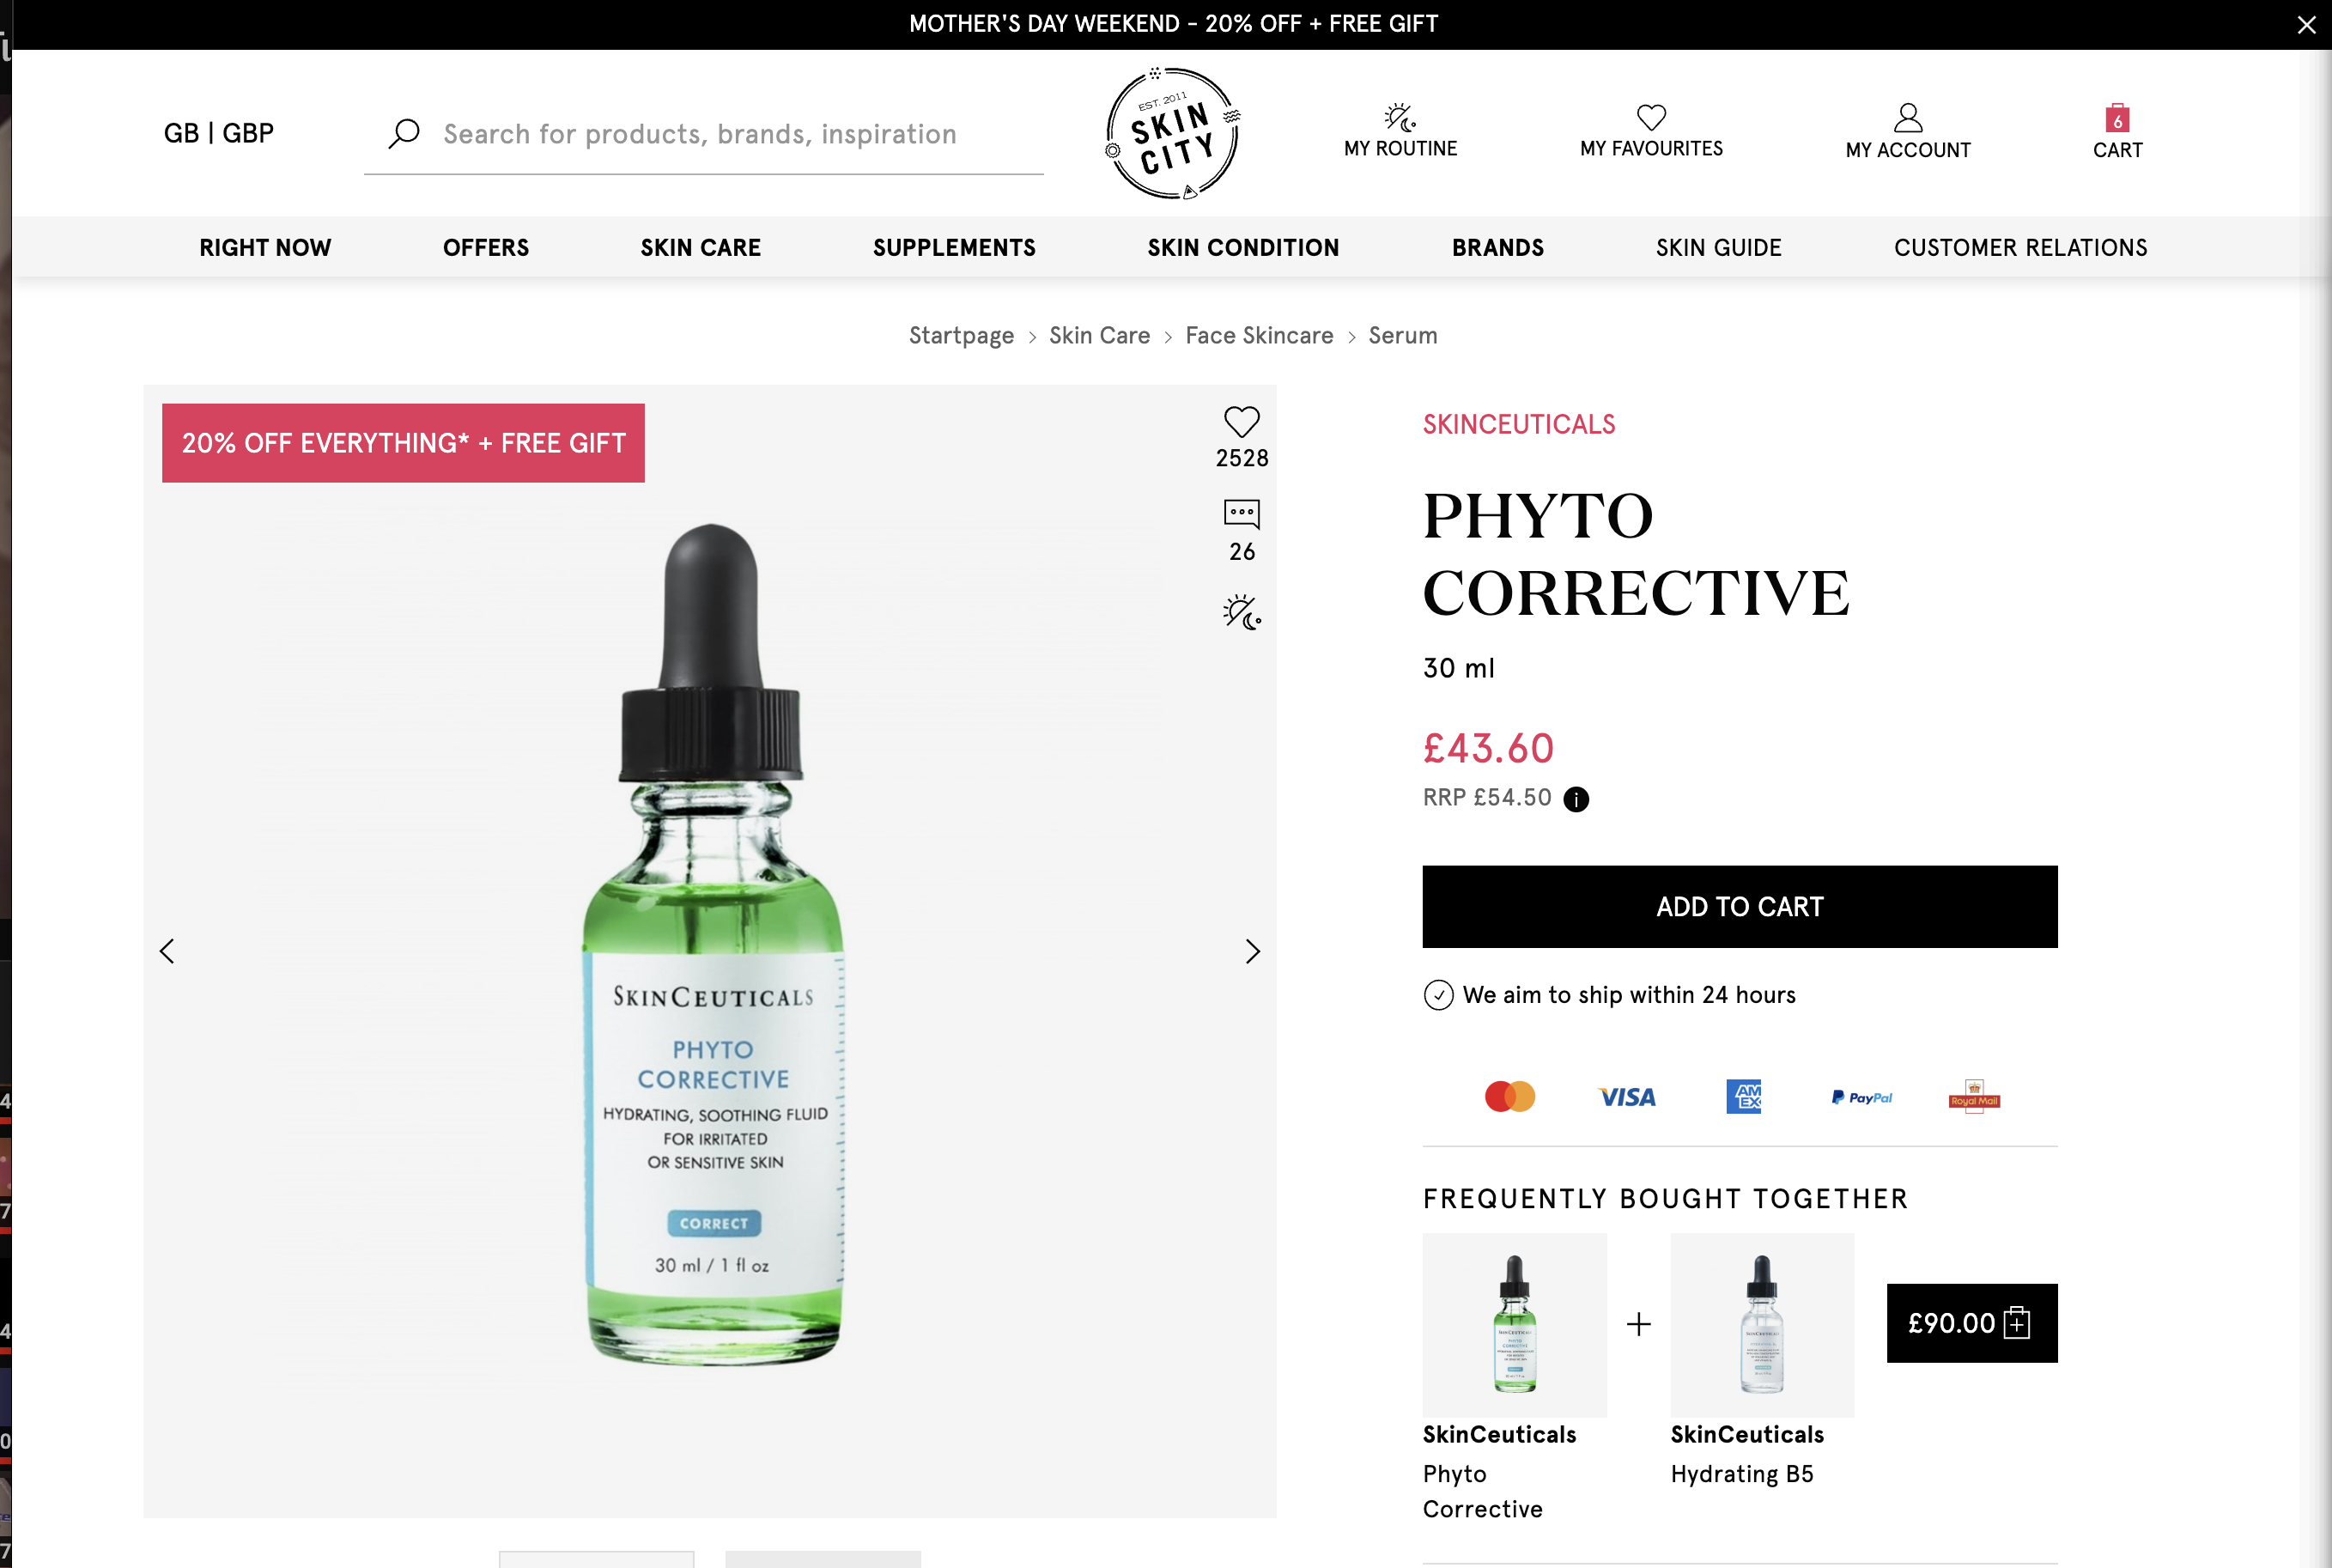 MOTHER'S DAY WEEKEND - 20% OFF + FREE GIFT
GB | GBP
Search for products, brands, inspiration
EST. 2011
SKIN
CITY
MY ROUTINE
MY FAVOURITES
MY ACCOUNT
6
CART
RIGHT NOW
OFFERS
SKIN CARE
SUPPLEMENTS
SKIN CONDITION
BRANDS
SKIN GUIDE
CUSTOMER RELATIONS
Startpage > Skin Care > Face Skincare > Serum
20% OFF EVERYTHING* + FREE GIFT
2528
26
SKINCEUTICALS
PHYTO
CORRECTIVE
HYDRATING, SOOTHING FLUID
FOR IRRITATED
OR SENSITIVE SKIN
CORRECT
30 ml / 1 fl oz
SKINCEUTICALS
PHYTO
CORRECTIVE
30 ml
£43.60
RRP £54.50 i
ADD TO CART
We aim to ship within 24 hours
VISA
AM
EX
PayPal
Royal Mail
FREQUENTLY BOUGHT TOGETHER
+
£90.00
SkinCeuticals
Phyto
Corrective
SkinCeuticals
Hydrating B5